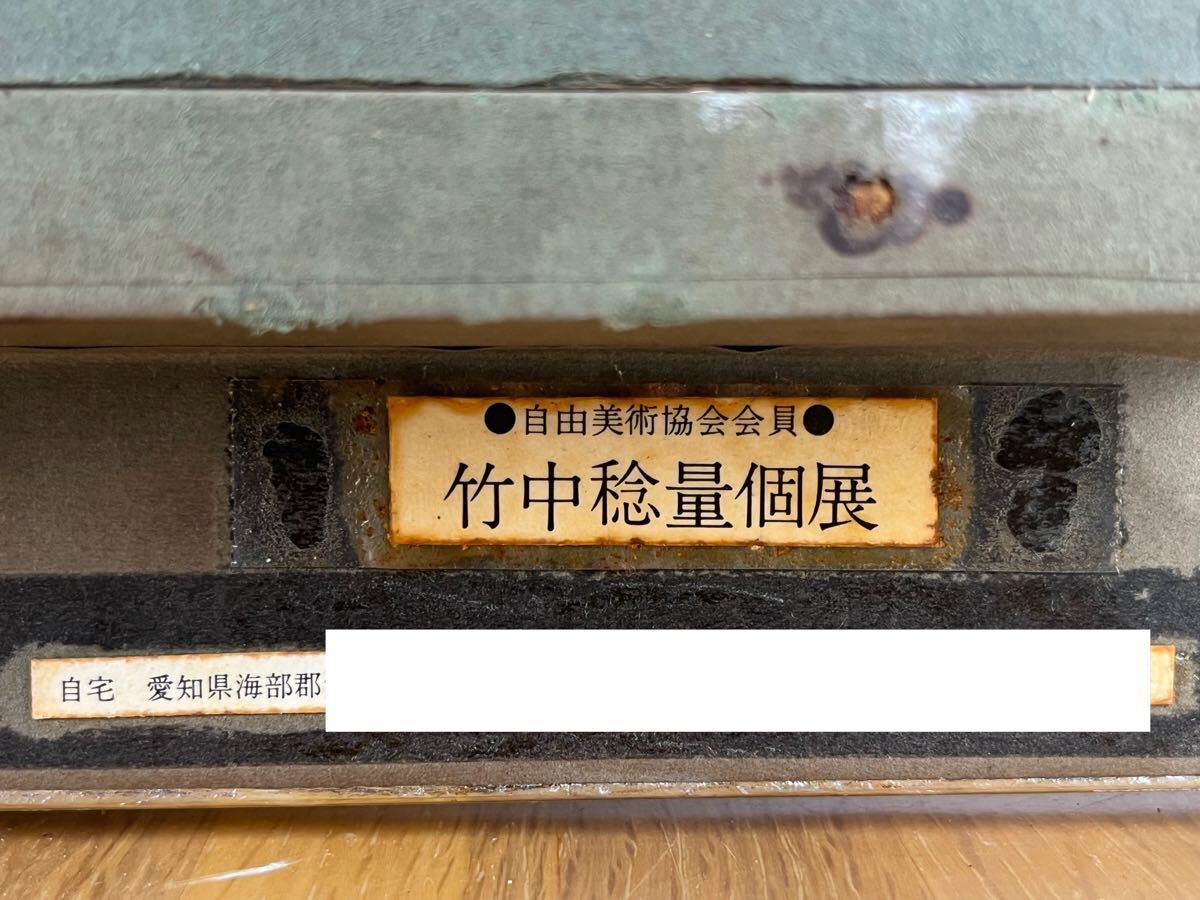 ●自由美術協会会員●
竹中稔量個展
自宅　愛知県海部郡